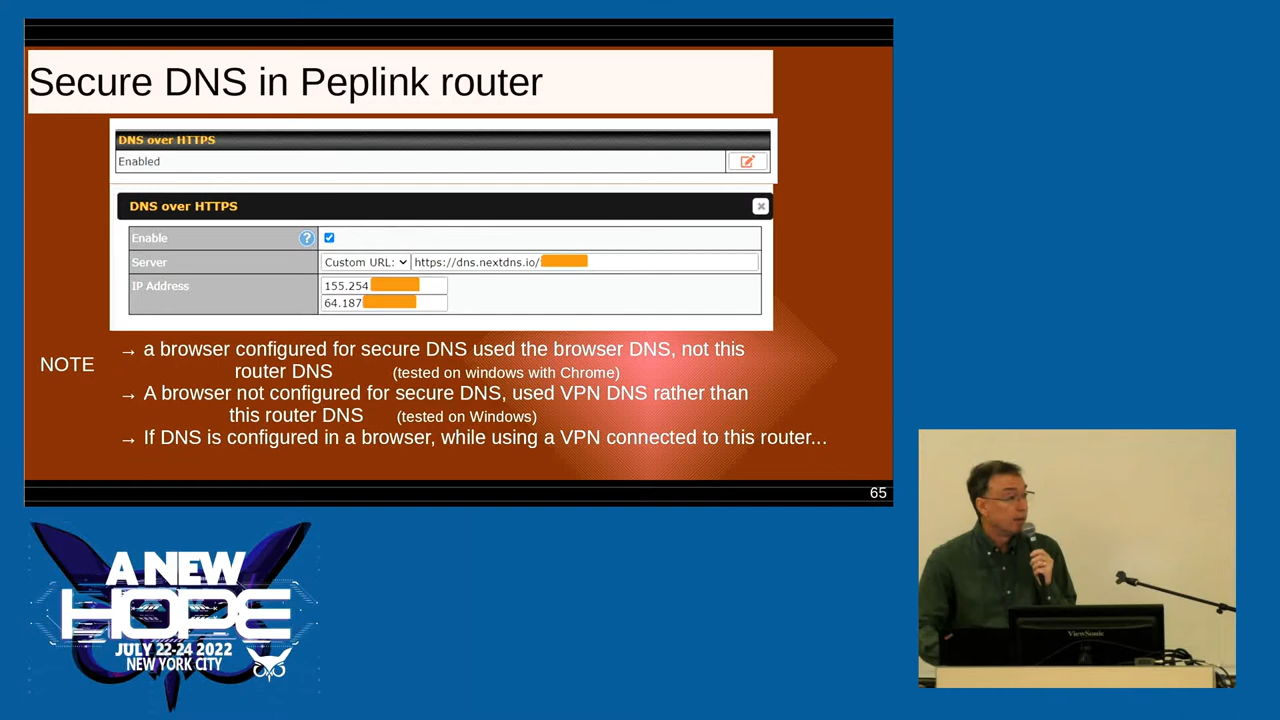 Secure DNS in Peplink router
DNS over HTTPS
Enabled
DNS over HTTPS
Enable
?
Server
Custom URL:
https://dns.nextdns.io/
IP Address
155.254
64.187
NOTE
→ a browser configured for secure DNS used the browser DNS, not this
router DNS (tested on windows with Chrome)
→ A browser not configured for secure DNS, used VPN DNS rather than
this router DNS (tested on Windows)
→ If DNS is configured in a browser, while using a VPN connected to this router...
65
A NEW
HOPE
JULY 22-24 2022
NEW YORK CITY
ViewSonic